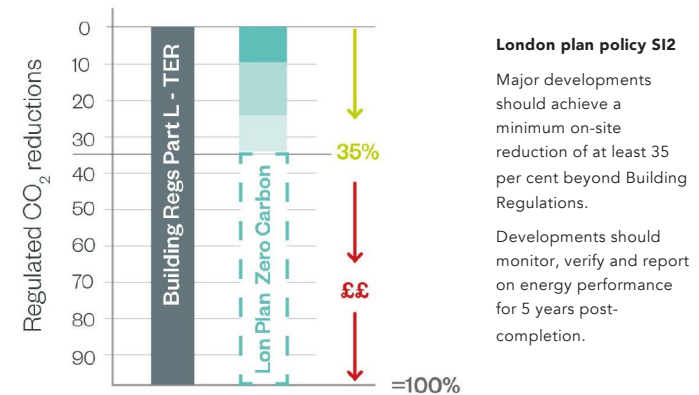 Regulated CO₂ reductions
0
10
20
30
40
50
60
70
80
90
Building Regs Part L - TER
Lon Plan Zero Carbon
35%
££
=100%
London plan policy SI2
Major developments
should achieve a
minimum on-site
reduction of at least 35
per cent beyond Building
Regulations.
Developments should
monitor, verify and report
on energy performance
for 5 years post-
completion.